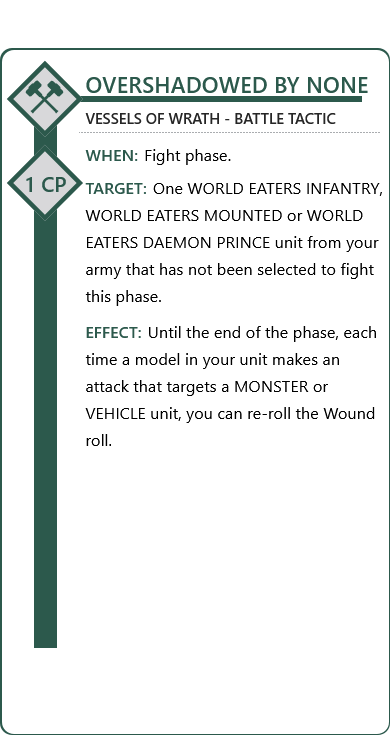 OVERSHADOWED BY NONE
VESSELS OF WRATH - BATTLE TACTIC
1 CP
WHEN: Fight phase.
TARGET: One WORLD EATERS INFANTRY,
WORLD EATERS MOUNTED or WORLD
EATERS DAEMON PRINCE unit from your
army that has not been selected to fight
this phase.
EFFECT: Until the end of the phase, each
time a model in your unit makes an
attack that targets a MONSTER or
VEHICLE unit, you can re-roll the Wound
roll.